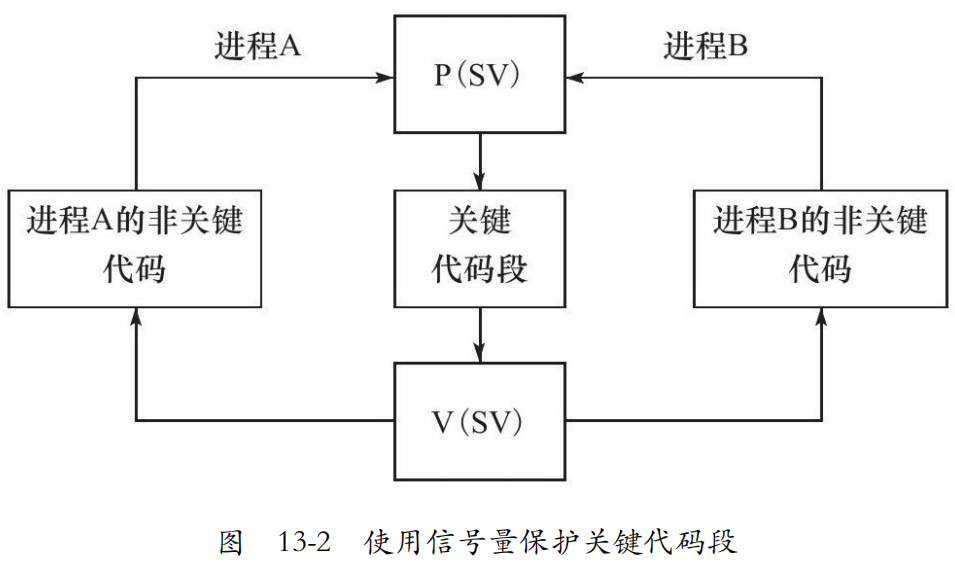 进程A
进程B
P(SV)
进程A的非关键
代码
关键
代码段
进程B的非关键
代码
V(SV)
图 13-2 使用信号量保护关键代码段